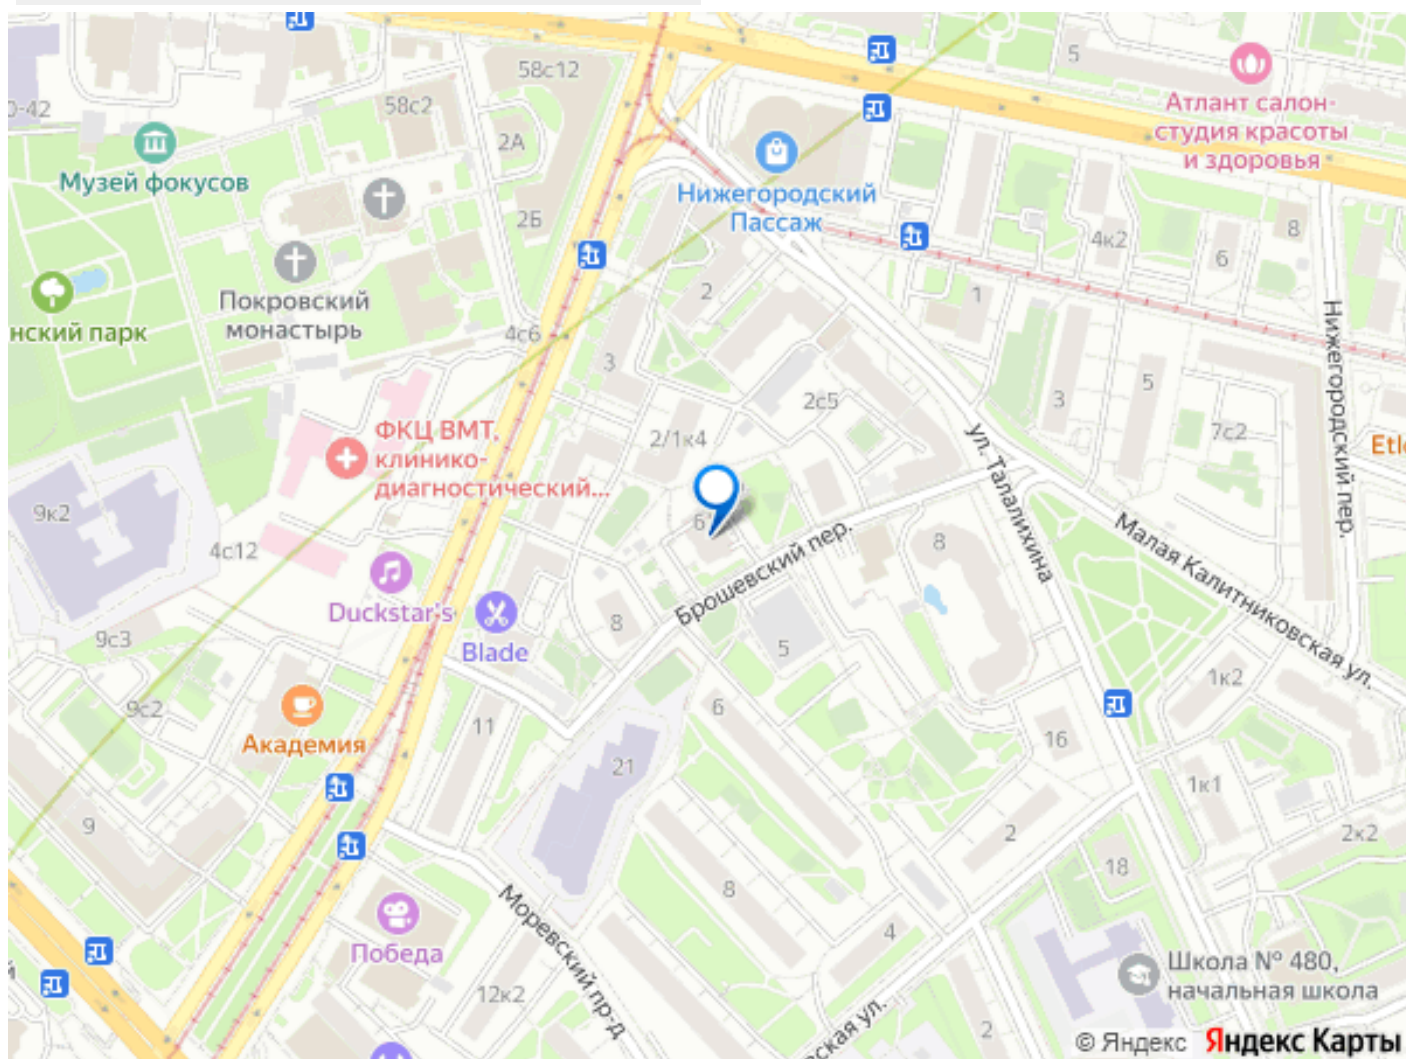 58с12
5
0-42
58с2
Атлант салон-
студия красоты
и здоровья
2А
Музей фокусов
Нижегородский
Пассаж
2Б
8
4к2
6
Покровский
монастырь
2
1
нский парк
4с6
3
Нижегородский пер.
5
2с5
3
7с2
2/1к4
ФКЦ ВМТ,
клинико-
диагностический...
ул. Талалихина
Etl
9к2
6
4с12
Брошевский пер.
8
Малая Калитниковская ул.
Duckstar's
9с3
8
Blade
5
1к2
9с2
6
11
16
Академия
21
1к1
9
2
2к2
18
8
Моревский пр-д
4
Победа
Школа № 480,
начальная школа
12к2
ская ул.
2
© Яндекс Яндекс Карты